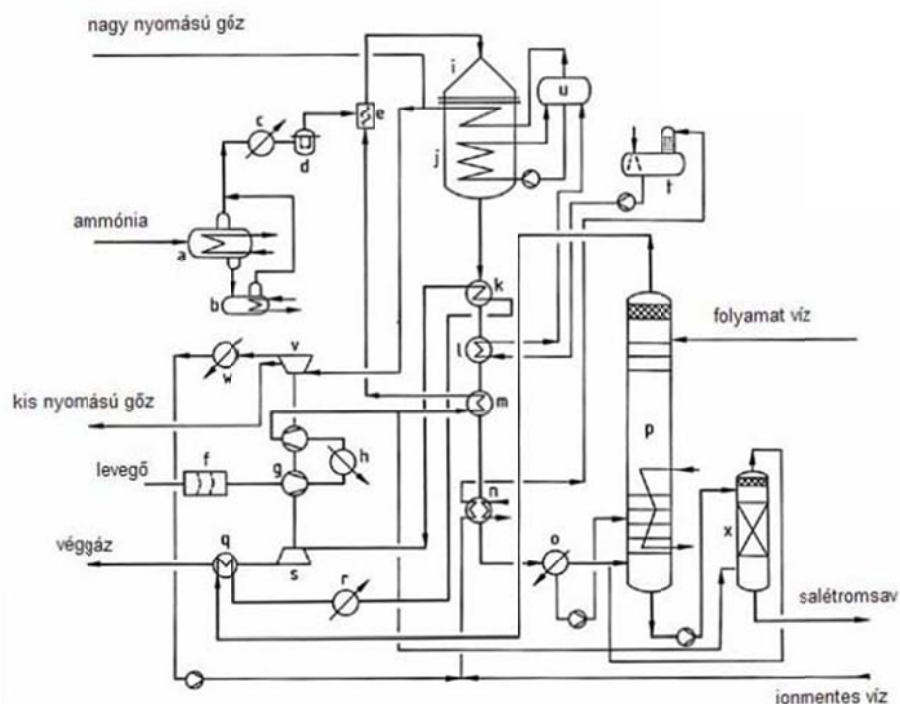 nagy nyomású gőz
i
u
e
c
d
j
t
ammónia
a
b
k
folyamat víz
v
l
w
m
kis nyomású gőz
p
f
h
levegő
g
n
x
véggáz
q
s
o
r
salétromsav
ionmentes víz